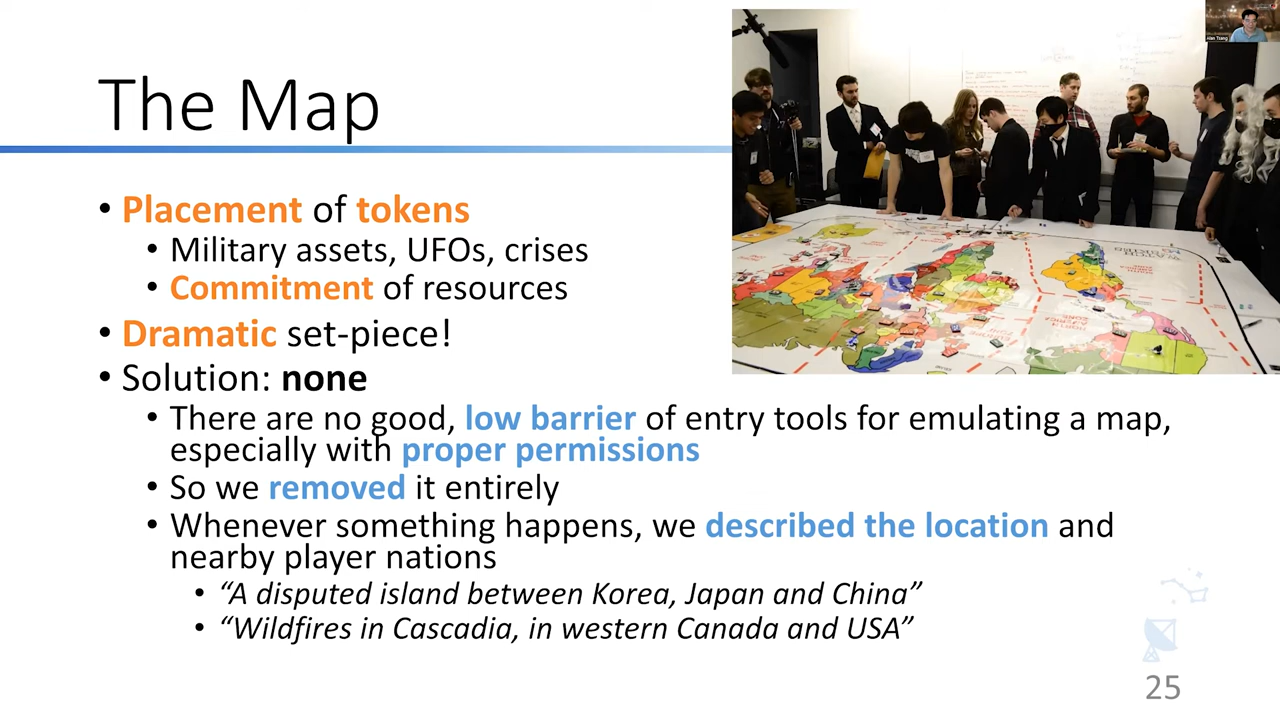 The Map
• Placement of tokens
• Military assets, UFOs, crises
• Commitment of resources
• Dramatic set-piece!
• Solution: none
• There are no good, low barrier of entry tools for emulating a map,
especially with proper permissions
• So we removed it entirely
• Whenever something happens, we described the location and
nearby player nations
• “A disputed island between Korea, Japan and China”
• “Wildfires in Cascadia, in western Canada and USA”
25
Alan Tsang